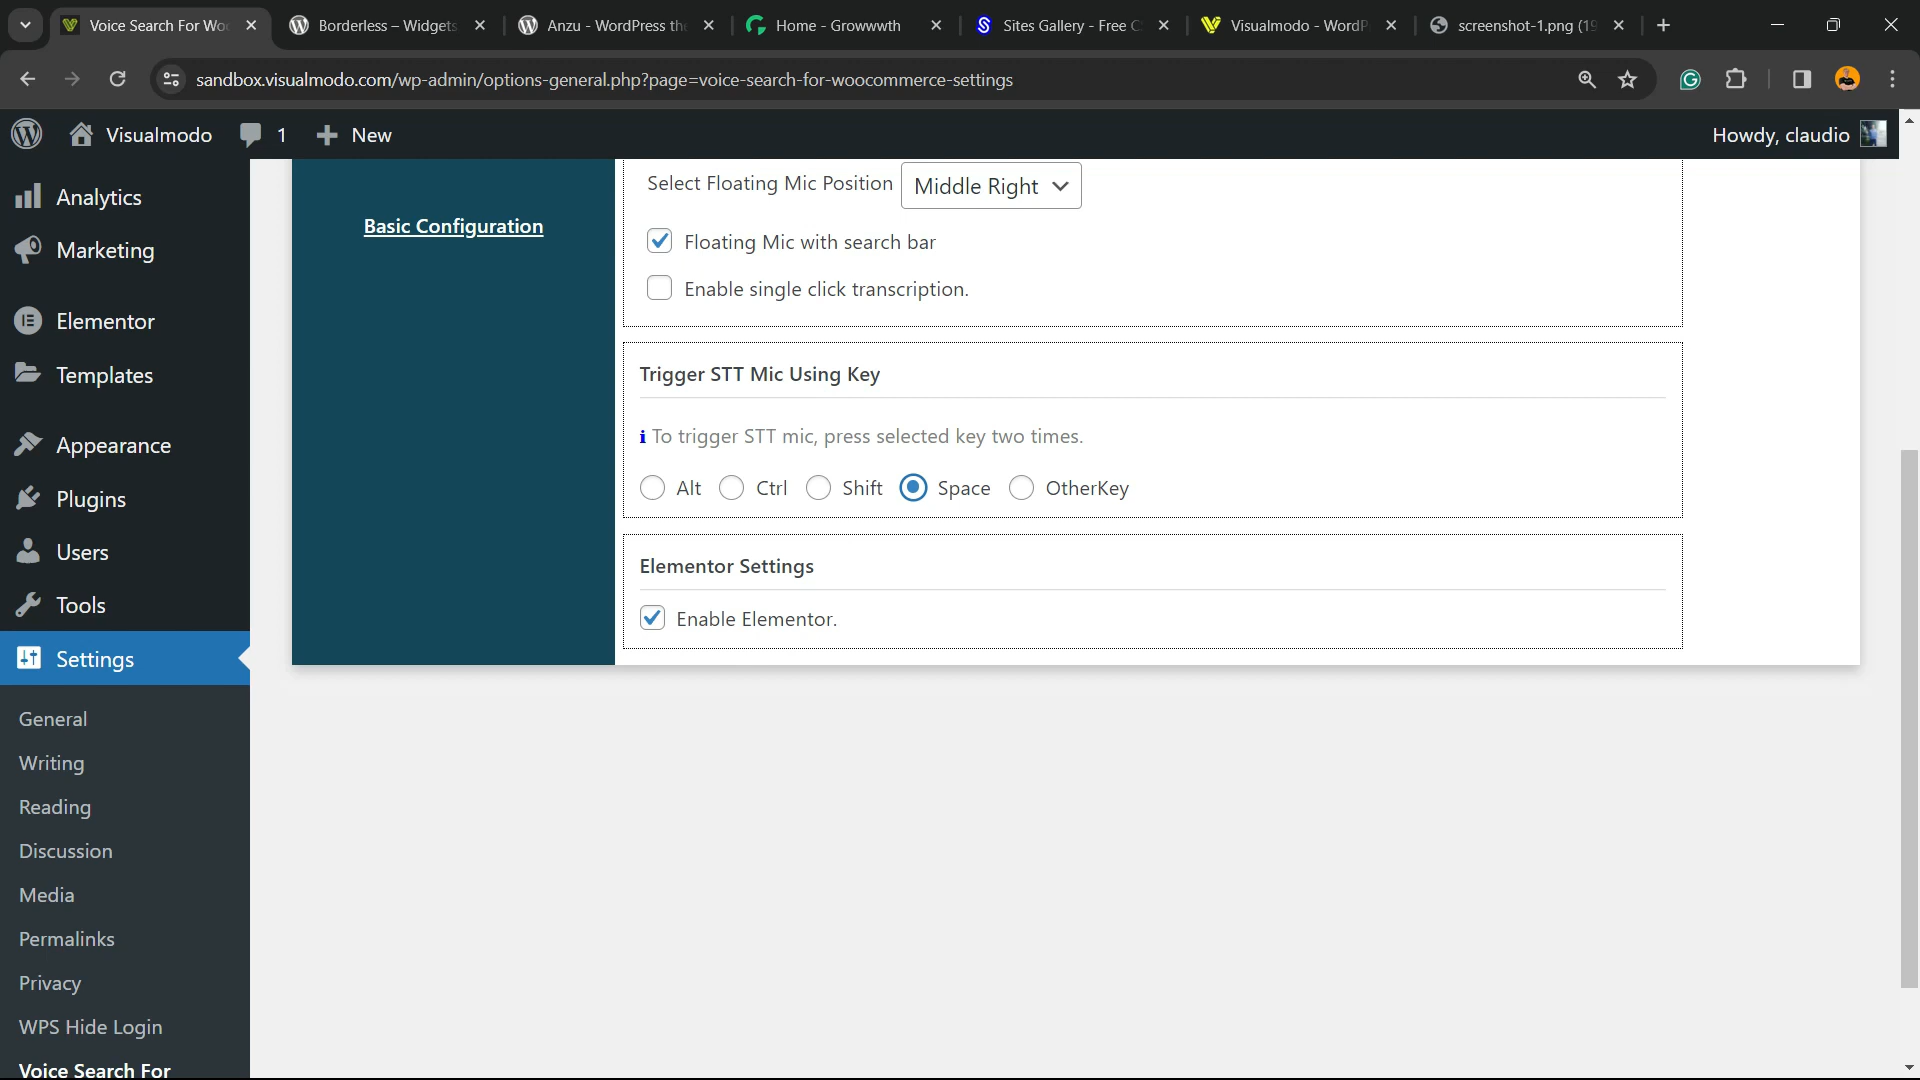 Voice Search For Wo
Borderless – Widgets
Anzu - WordPress th
Home - Growwwth
Sites Gallery - Free C
Visualmodo - WordP
screenshot-1.png (19
sandbox.visualmodo.com/wp-admin/options-general.php?page=voice-search-for-woocommerce-settings
Visualmodo
1
New
Howdy, claudio
Analytics
Marketing
Elementor
Templates
Appearance
Plugins
Users
Tools
Settings
General
Writing
Reading
Discussion
Media
Permalinks
Privacy
WPS Hide Login
Voice Search For
Basic Configuration
Select Floating Mic Position Middle Right
Floating Mic with search bar
Enable single click transcription.
Trigger STT Mic Using Key
i To trigger STT mic, press selected key two times.
Alt Ctrl Shift Space OtherKey
Elementor Settings
Enable Elementor.